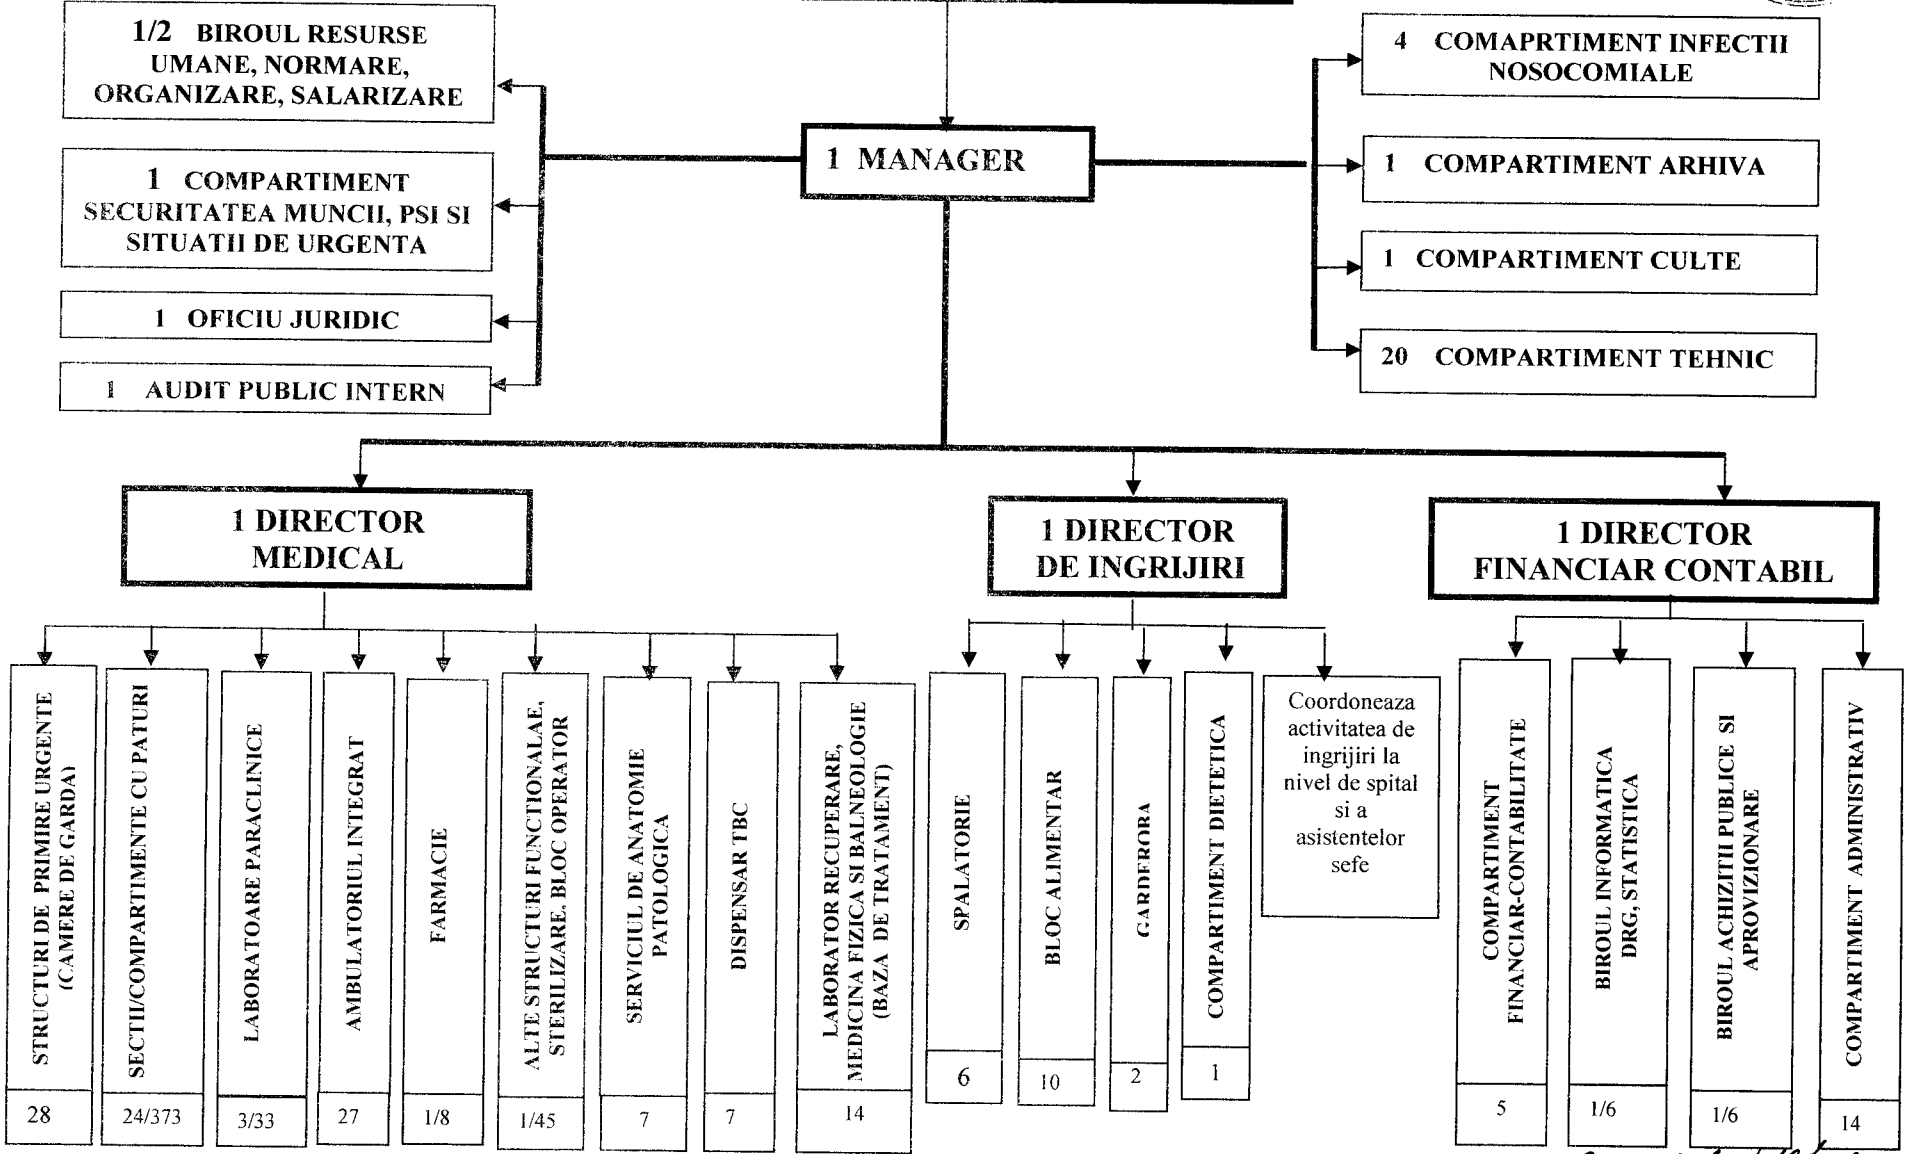 1/2 BIROUL RESURSE
UMANE, NORMARE,
ORGANIZARE, SALARIZARE
1 COMPARTIMENT
SECURITATEA MUNCII, PSI SI
SITUATII DE URGENTA
1 OFICIU JURIDIC
1 AUDIT PUBLIC INTERN
1 MANAGER
4 COMAPRTIMENT INFECTII
NOSOCOMIALE
1 COMPARTIMENT ARHIVA
1 COMPARTIMENT CULTE
20 COMPARTIMENT TEHNIC
1 DIRECTOR
MEDICAL
1 DIRECTOR
DE INGRIJIRI
1 DIRECTOR
FINANCIAR CONTABIL
STRUCTURI DE PRIMIRE URGENTE
(CAMERE DE GARDA)
28
SECTII/COMPARTIMENTE CU PATURI
24/373
LABORATOARE PARACLINICE
3/33
AMBULATORIUL INTEGRAT
27
FARMACIE
1/8
ALTE STRUCTURI FUNCTIONALAE,
STERILIZARE, BLOC OPERATOR
1/45
SERVICIUL DE ANATOMIE
PATOLOGICA
7
DISPENSAR TBC
7
LABORATOR RECUPERARE,
MEDICINA FIZICA SI BALNEOLOGIE
(BAZA DE TRATAMENT)
14
SPALATORIE
6
BLOC ALIMENTAR
10
GARDEROBA
2
COMPARTIMENT DIETETICA
1
Coordoneaza
activitatea de
ingrijiri la
nivel de spital
si a
asistentelor
sefe
COMPARTIMENT
FINANCIAR-CONTABILITATE
5
BIROUL INFORMATICA
DRG, STATISTICA
1/6
BIROUL ACHIZITII PUBLICE SI
APROVIZIONARE
1/6
COMPARTIMENT ADMINISTRATIV
14